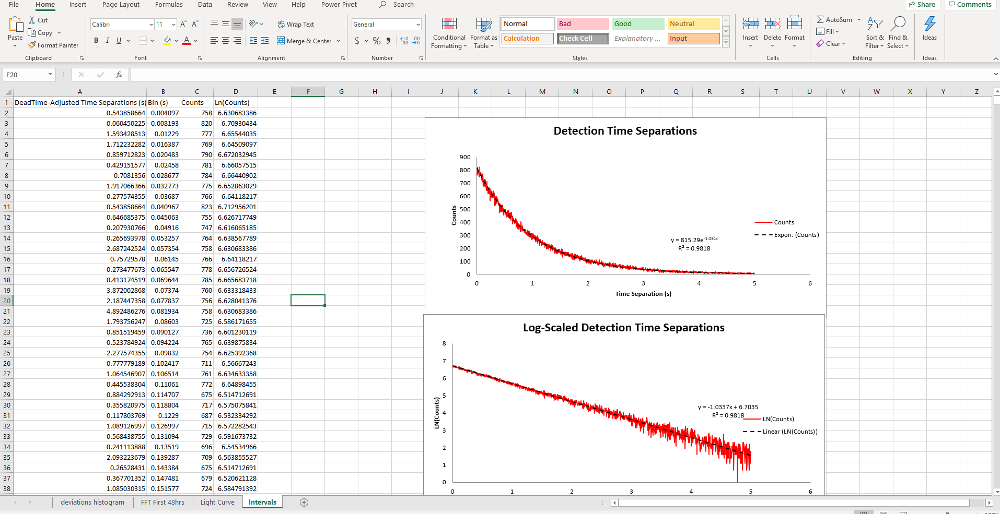 File Home Insert Page Layout Formulas Data Review View Help Power Pivot Search Share Comments
Cut
Copy
Format Painter
Paste
Clipboard
Calibri 11
B I U
Font
Wrap Text
Merge & Center
Alignment
General
$ % 9
Number
Conditional Formatting
Format as Table
Normal Bad Good Neutral
Calculation Check Cell Explanatory ... Input
Styles
Insert Delete Format
Cells
AutoSum
Fill
Clear
Sort & Filter
Find & Select
Editing
Ideas
Ideas
F20 fx
A B C D E F G H I J K L M N O P Q R S T U V W X Y Z
1 DeadTime-Adjusted Time Separations (s) Bin (s) Counts Ln(Counts)
2 0.543858664 0.004097 758 6.630683386
3 0.060450225 0.008193 820 6.70930434
4 1.593428513 0.01229 777 6.65544035
5 1.712232282 0.016387 769 6.64509097
6 0.859712823 0.020483 790 6.672032945
7 0.429151577 0.02458 781 6.66057515
8 0.7081356 0.028677 784 6.66440902
9 1.917066366 0.032773 775 6.652863029
10 0.277574355 0.03687 766 6.64118217
11 0.543858664 0.040967 823 6.712956201
12 0.646685375 0.045063 755 6.626717749
13 0.207930766 0.04916 747 6.616065185
14 0.265693978 0.053257 764 6.638567789
15 2.687242524 0.057354 758 6.630683386
16 0.75729578 0.06145 766 6.64118217
17 0.273477673 0.065547 778 6.656726524
18 0.413174519 0.069644 785 6.665683718
19 3.872002868 0.07374 760 6.633318433
20 2.187447358 0.077837 756 6.628041376
21 4.892486276 0.081934 758 6.630683386
22 1.793756247 0.08603 725 6.586171655
23 0.851519459 0.090127 736 6.601230119
24 0.523784924 0.094224 765 6.639875834
25 2.277574355 0.09832 754 6.625392368
26 0.777779189 0.102417 711 6.56667243
27 1.064546907 0.106514 761 6.634633358
28 0.445538304 0.11061 772 6.64898455
29 0.884292913 0.114707 675 6.514712691
30 0.355820975 0.118804 717 6.575075841
31 0.117803769 0.1229 687 6.532334292
32 1.089126997 0.126997 715 6.572282543
33 0.568438755 0.131094 729 6.591673732
34 0.241113888 0.13519 696 6.54534966
35 2.093223679 0.139287 709 6.563855527
36 0.26528431 0.143384 675 6.514712691
37 0.367701352 0.147481 679 6.520621128
38 1.085030315 0.151577 724 6.584791392
Detection Time Separations
900
800
700
600
500
400
300
200
100
0
Counts
0 1 2 3 4 5 6
Time Separation (s)
y = 815.29e-1.034x
R² = 0.9818
Counts
Expon. (Counts)
Log-Scaled Detection Time Separations
8
7
6
5
4
3
2
1
0
LN(Counts)
0 1 2 3 4 5 6
y = -1.0337x + 6.7035
R² = 0.9818
LN(Counts)
Linear (LN(Counts))
deviations histogram FFT First 48hrs Light Curve Intervals